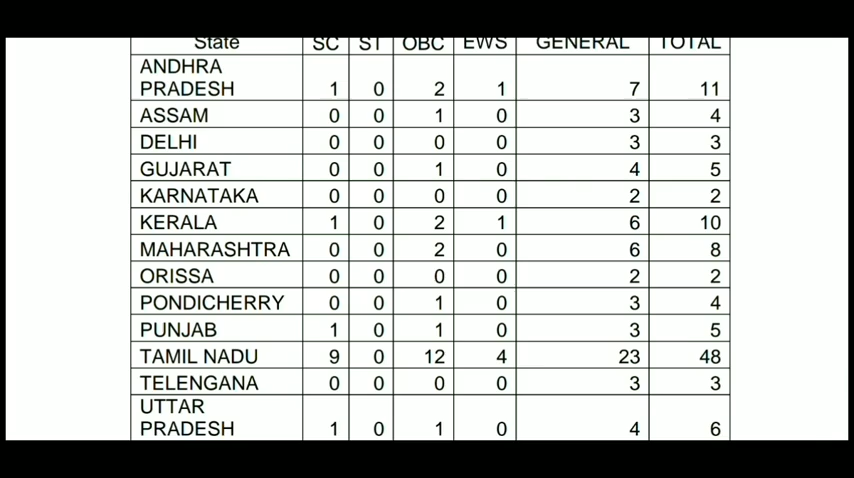 State SC ST OBC EWS GENERAL TOTAL
ANDHRA
PRADESH 1 0 2 1 7 11
ASSAM 0 0 1 0 3 4
DELHI 0 0 0 0 3 3
GUJARAT 0 0 1 0 4 5
KARNATAKA 0 0 0 0 2 2
KERALA 1 0 2 1 6 10
MAHARASHTRA 0 0 2 0 6 8
ORISSA 0 0 0 0 2 2
PONDICHERRY 0 0 1 0 3 4
PUNJAB 1 0 1 0 3 5
TAMIL NADU 9 0 12 4 23 48
TELENGANA 0 0 0 0 3 3
UTTAR
PRADESH 1 0 1 0 4 6